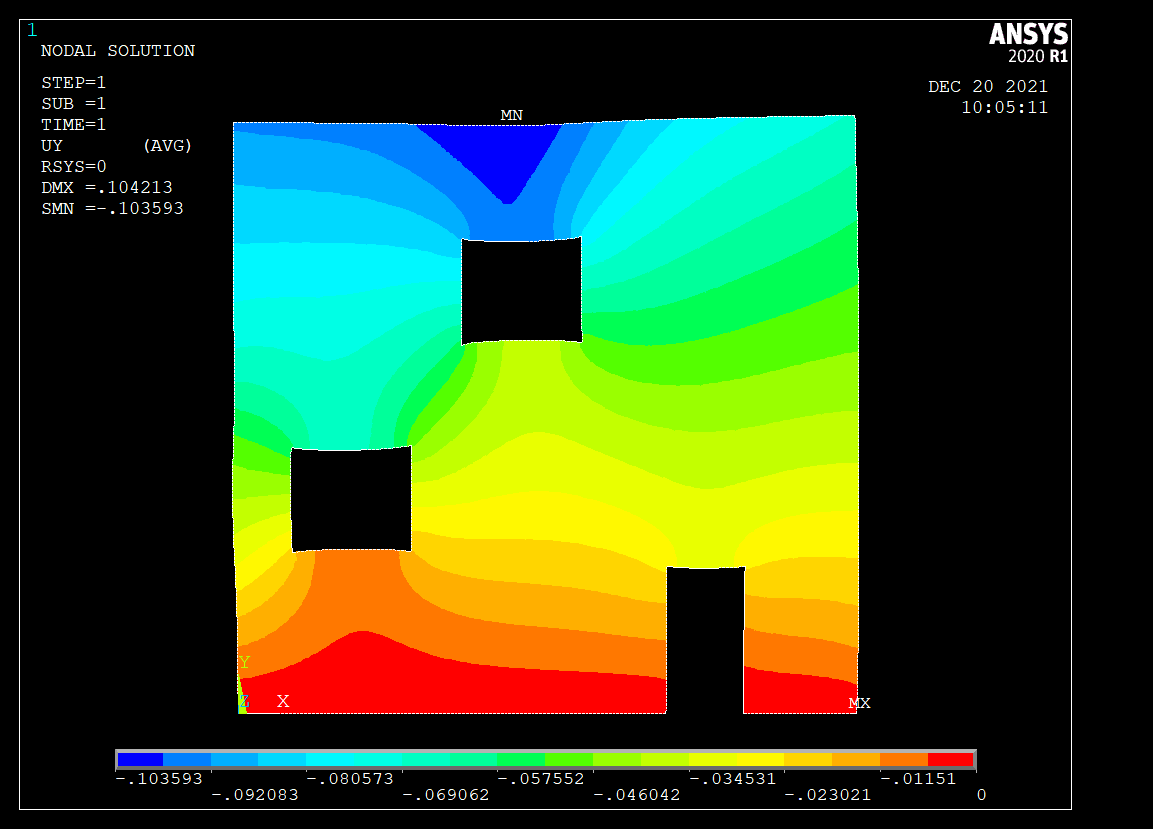 1
NODAL SOLUTION
STEP=1
SUB =1
TIME=1
UY (AVG)
RSYS=0
DMX =.104213
SMN =-.103593
ANSYS
2020 R1
DEC 20 2021
10:05:11
MN
Y
Z X
MX
-.103593 -.080573 -.057552 -.034531 -.01151
-.092083 -.069062 -.046042 -.023021 0